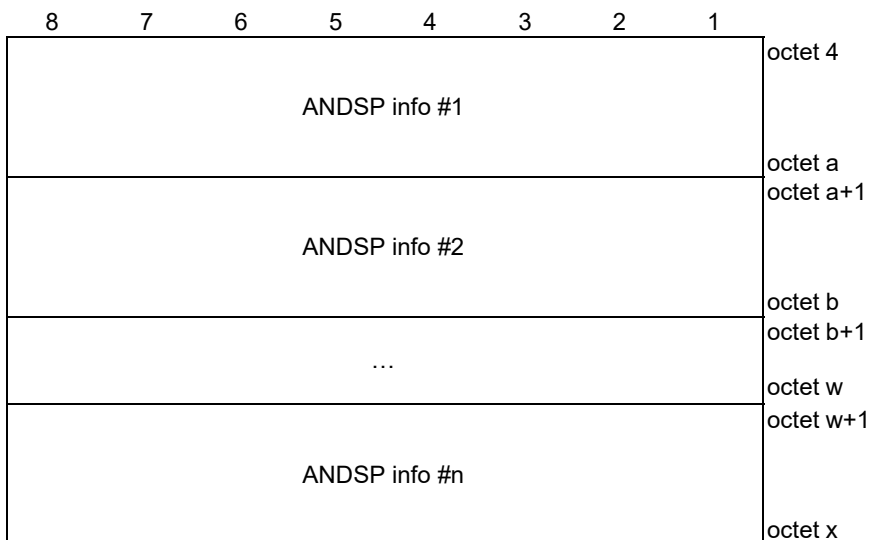 8 7 6 5 4 3 2 1
octet 4
ANDSP info #1
octet a
octet a+1
ANDSP info #2
octet b
octet b+1
…
octet w
octet w+1
ANDSP info #n
octet x